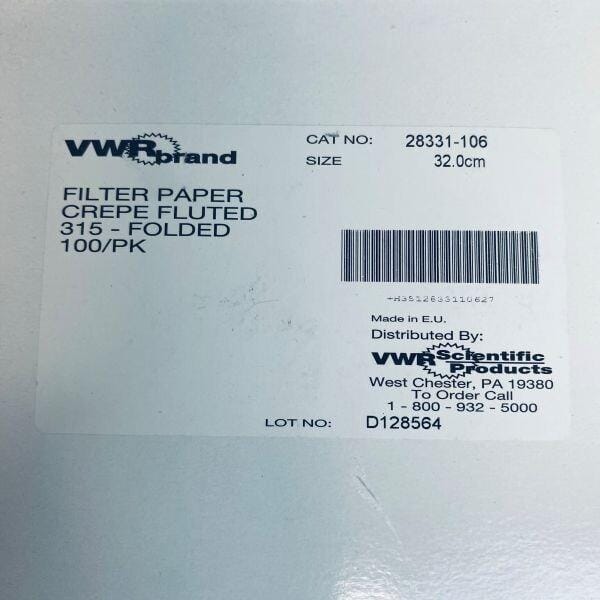 VWRbrand
CAT NO: 28331-106
SIZE 32.0cm
FILTER PAPER
CREPE FLUTED
315 - FOLDED
100/PK
Made in E.U.
Distributed By:
VWR Scientific
Products
West Chester, PA 19380
To Order Call
1 - 800 - 932 - 5000
LOT NO: D128564